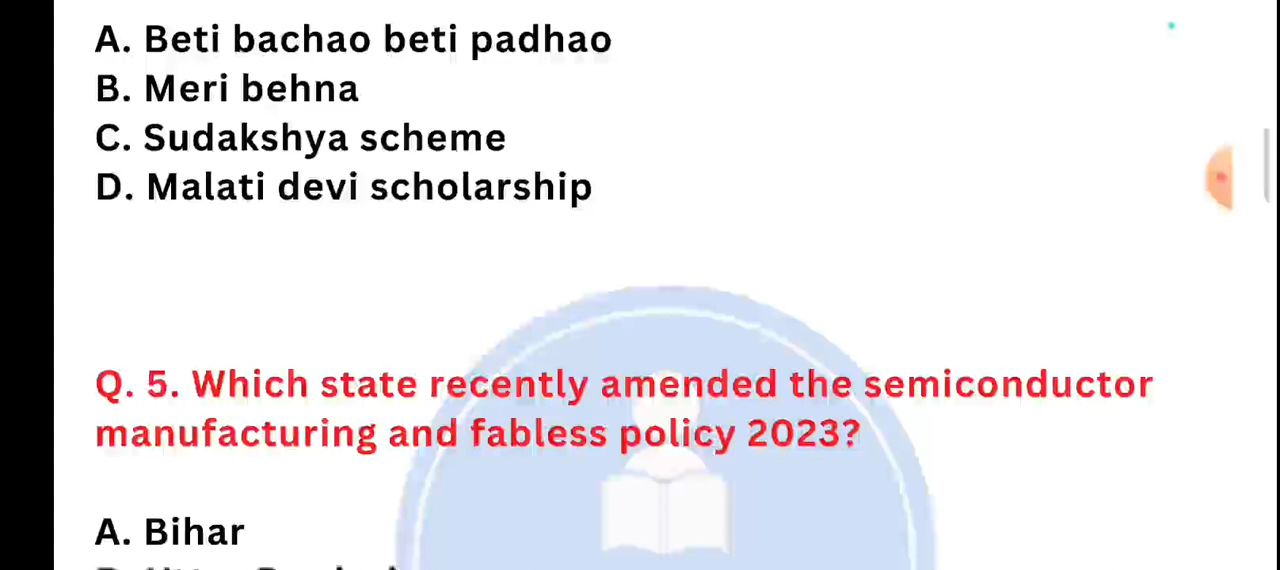 A. Beti bachao beti padhao
B. Meri behna
C. Sudakshya scheme
D. Malati devi scholarship
Q. 5. Which state recently amended the semiconductor
manufacturing and fabless policy 2023?
A. Bihar